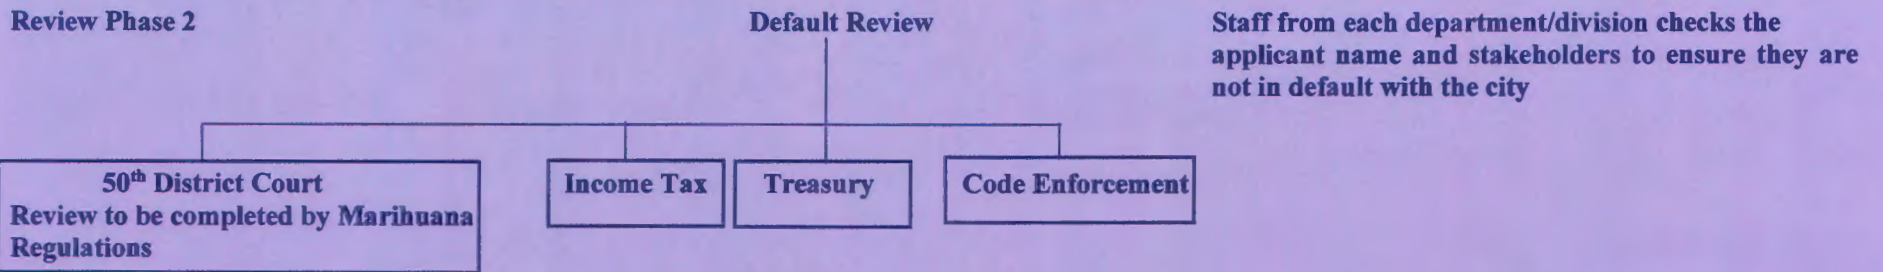 Review Phase 2
Default Review
Staff from each department/division checks the
applicant name and stakeholders to ensure they are
not in default with the city
50th District Court
Review to be completed by Marihuana
Regulations
Income Tax
Treasury
Code Enforcement